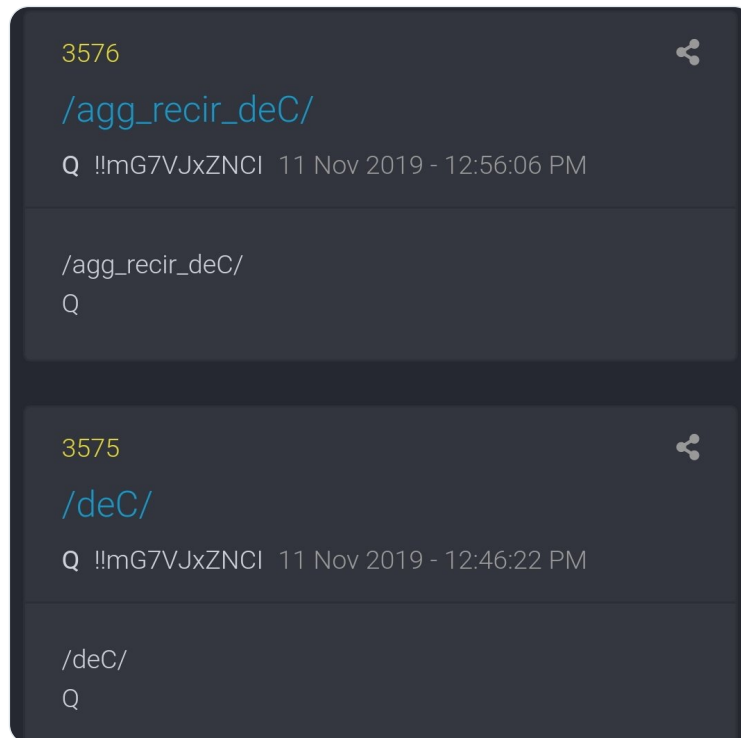 3576
/agg_recir_deC/
Q !!mG7VJxZNCI 11 Nov 2019 - 12:56:06 PM
/agg_recir_deC/
Q
3575
/deC/
Q !!mG7VJxZNCI 11 Nov 2019 - 12:46:22 PM
/deC/
Q